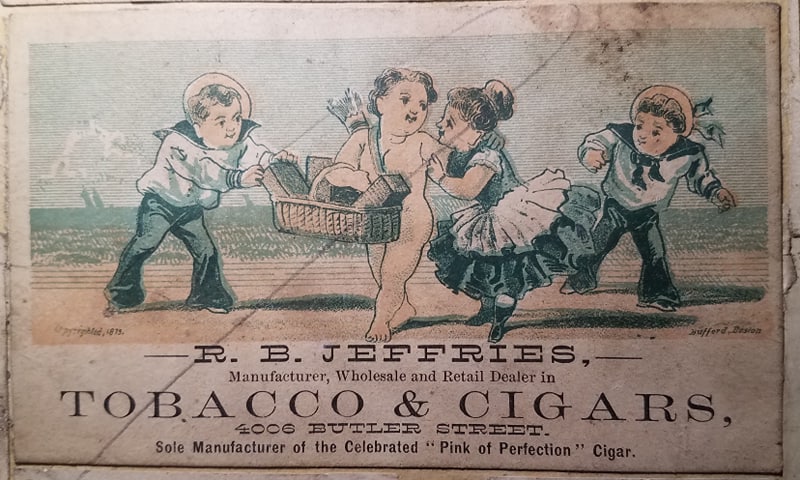 Copyrighted, 1873.
Bufford, Boston
R. B. JEFFRIES,
Manufacturer, Wholesale and Retail Dealer in
TOBACCO & CIGARS,
4006 BUTLER STREET.
Sole Manufacturer of the Celebrated "Pink of Perfection" Cigar.